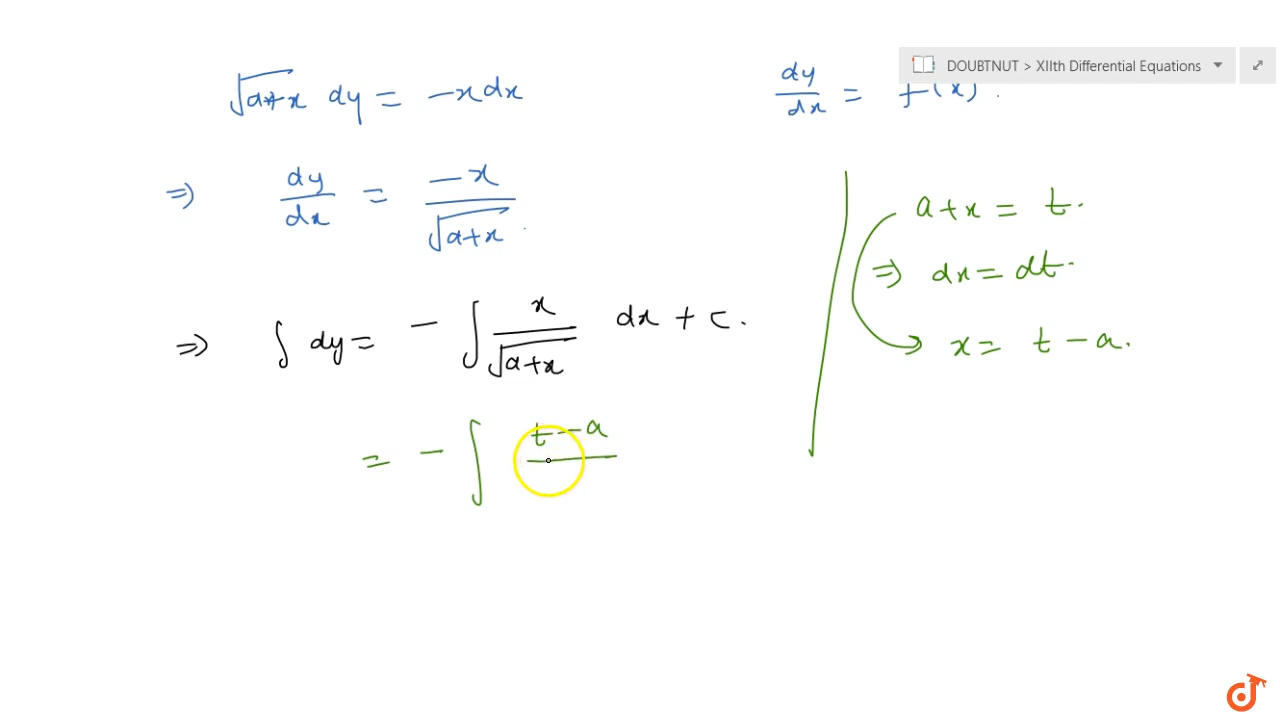 DOUBTNUT > XIIth Differential Equations
√(a+x) dy = -x dx
dy/dx = f(x).
⇒ dy/dx = -x/√(a+x).
a+x = t.
⇒ dx = dt.
⇒ ∫ dy = - ∫ x/√(a+x) dx + c.
x = t - a.
= - ∫ t - a